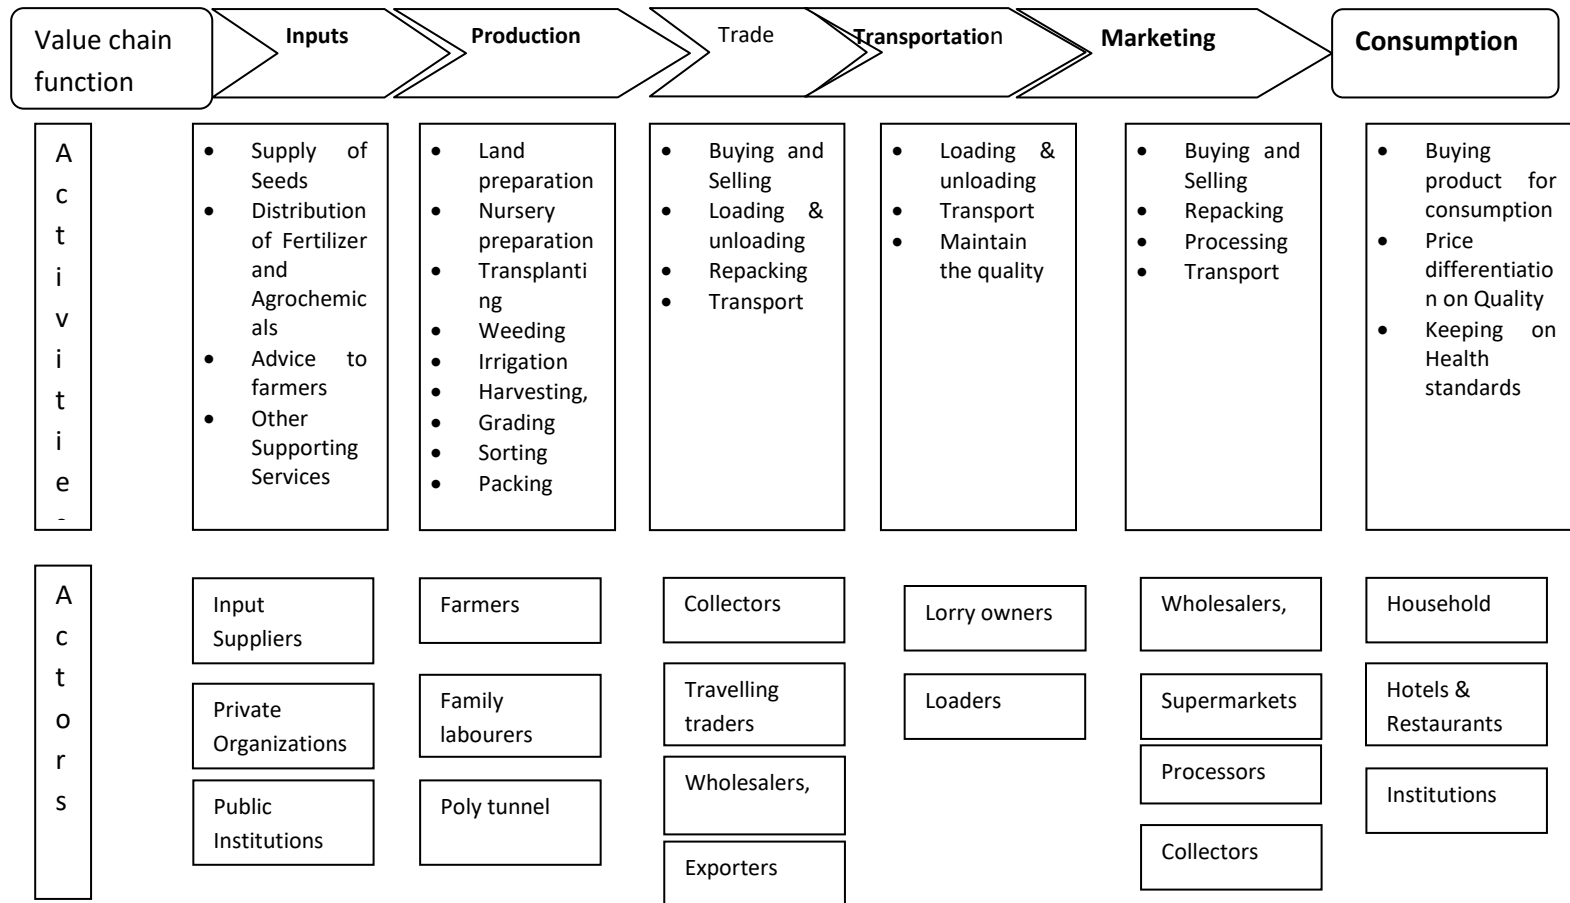 Value chain
function
Inputs
Production
Trade
Transportation
Marketing
Consumption
A
c
t
i
v
i
t
i
e
• Supply of
Seeds
• Distribution
of Fertilizer
and
Agrochemic
als
• Advice to
farmers
• Other
Supporting
Services
• Land
preparation
• Nursery
preparation
• Transplanti
ng
• Weeding
• Irrigation
• Harvesting,
• Grading
• Sorting
• Packing
• Buying and
Selling
• Loading &
unloading
• Repacking
• Transport
• Loading &
unloading
• Transport
• Maintain
the quality
• Buying and
Selling
• Repacking
• Processing
• Transport
• Buying
product for
consumption
• Price
differentiatio
n on Quality
• Keeping on
Health
standards
A
c
t
o
r
s
Input
Suppliers
Private
Organizations
Public
Institutions
Farmers
Family
labourers
Poly tunnel
Collectors
Travelling
traders
Wholesalers,
Exporters
Lorry owners
Loaders
Wholesalers,
Supermarkets
Processors
Collectors
Household
Hotels &
Restaurants
Institutions